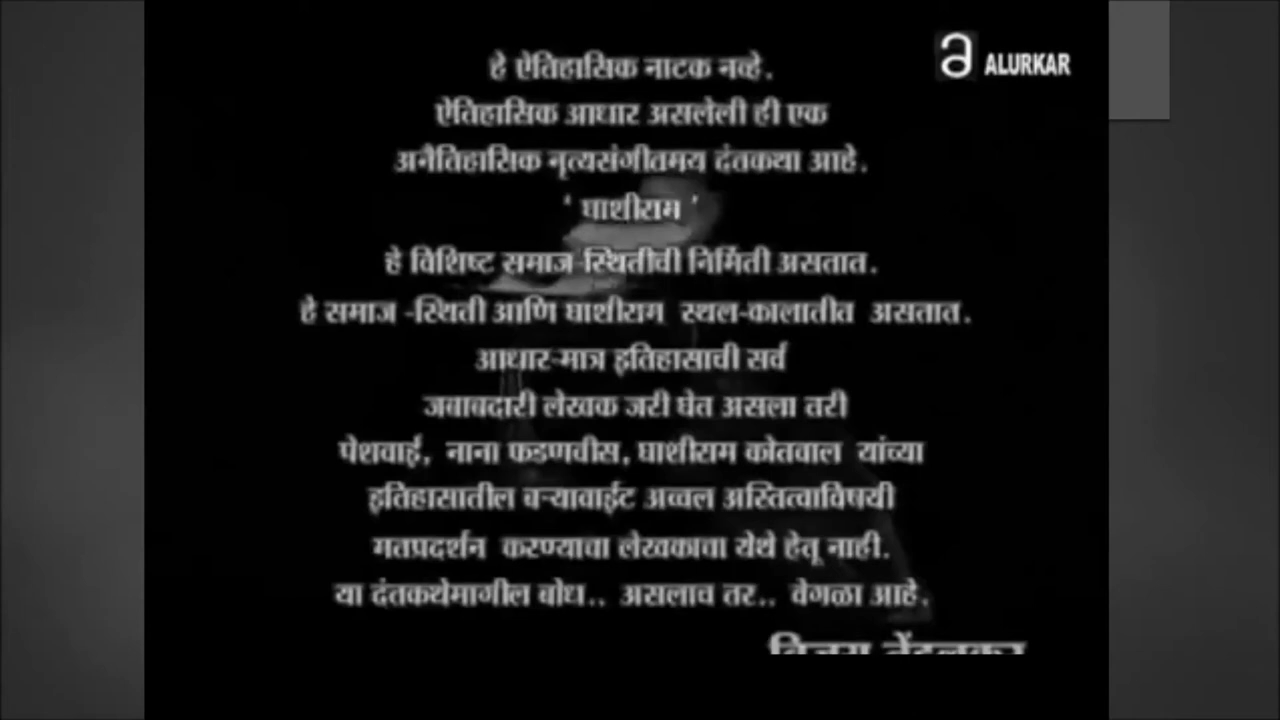 a ALURKAR
हे ऐतिहासिक नाटक नव्हे.
ऐतिहासिक आधार असलेली ही एक
अनैतिहासिक नृत्यसंगीतमय दंतकथा आहे.
' घाशीराम '
हे विशिष्ट समाज-स्थितीची निर्मिती असतात.
हे समाज -स्थिती आणि घाशीराम स्थल-कालातीत असतात.
आधार-मात्र इतिहासाची सर्व
जबाबदारी लेखक जरी घेत असला तरी
पेशवाई, नाना फडणवीस, घाशीराम कोतवाल यांच्या
इतिहासातील बऱ्यावाईट अव्वल अस्तित्वाविषयी
मतप्रदर्शन करण्याचा लेखकाचा येथे हेतू नाही.
या दंतकथेमागील बोध.. असलाच तर.. वेगळा आहे.
विजय तेंडुलकर